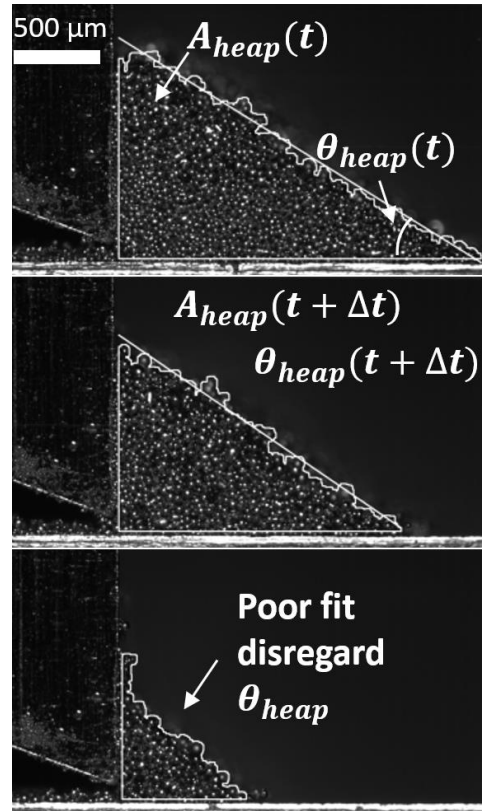 500 μm
A_heap(t)
θ_heap(t)
A_heap(t + Δt)
θ_heap(t + Δt)
Poor fit
disregard
θ_heap